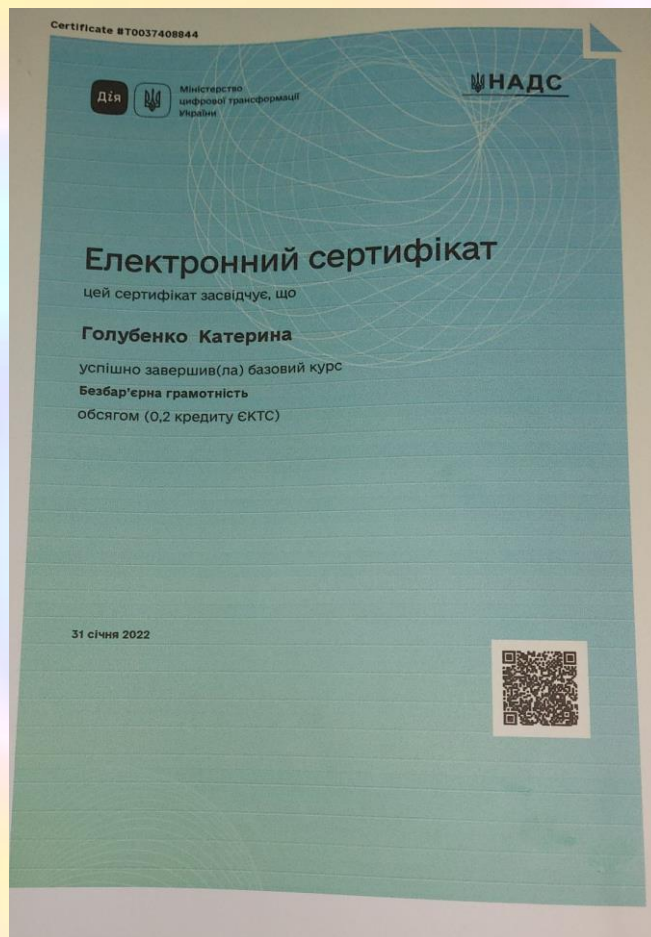 Certificate #T0037408844
Дія
Міністерство
цифрової трансформації
України
НАДС
Електронний сертифікат
цей сертифікат засвідчує, що
Голубенко Катерина
успішно завершив(ла) базовий курс
Безбар'єрна грамотність
обсягом (0,2 кредиту ЄКТС)
31 січня 2022